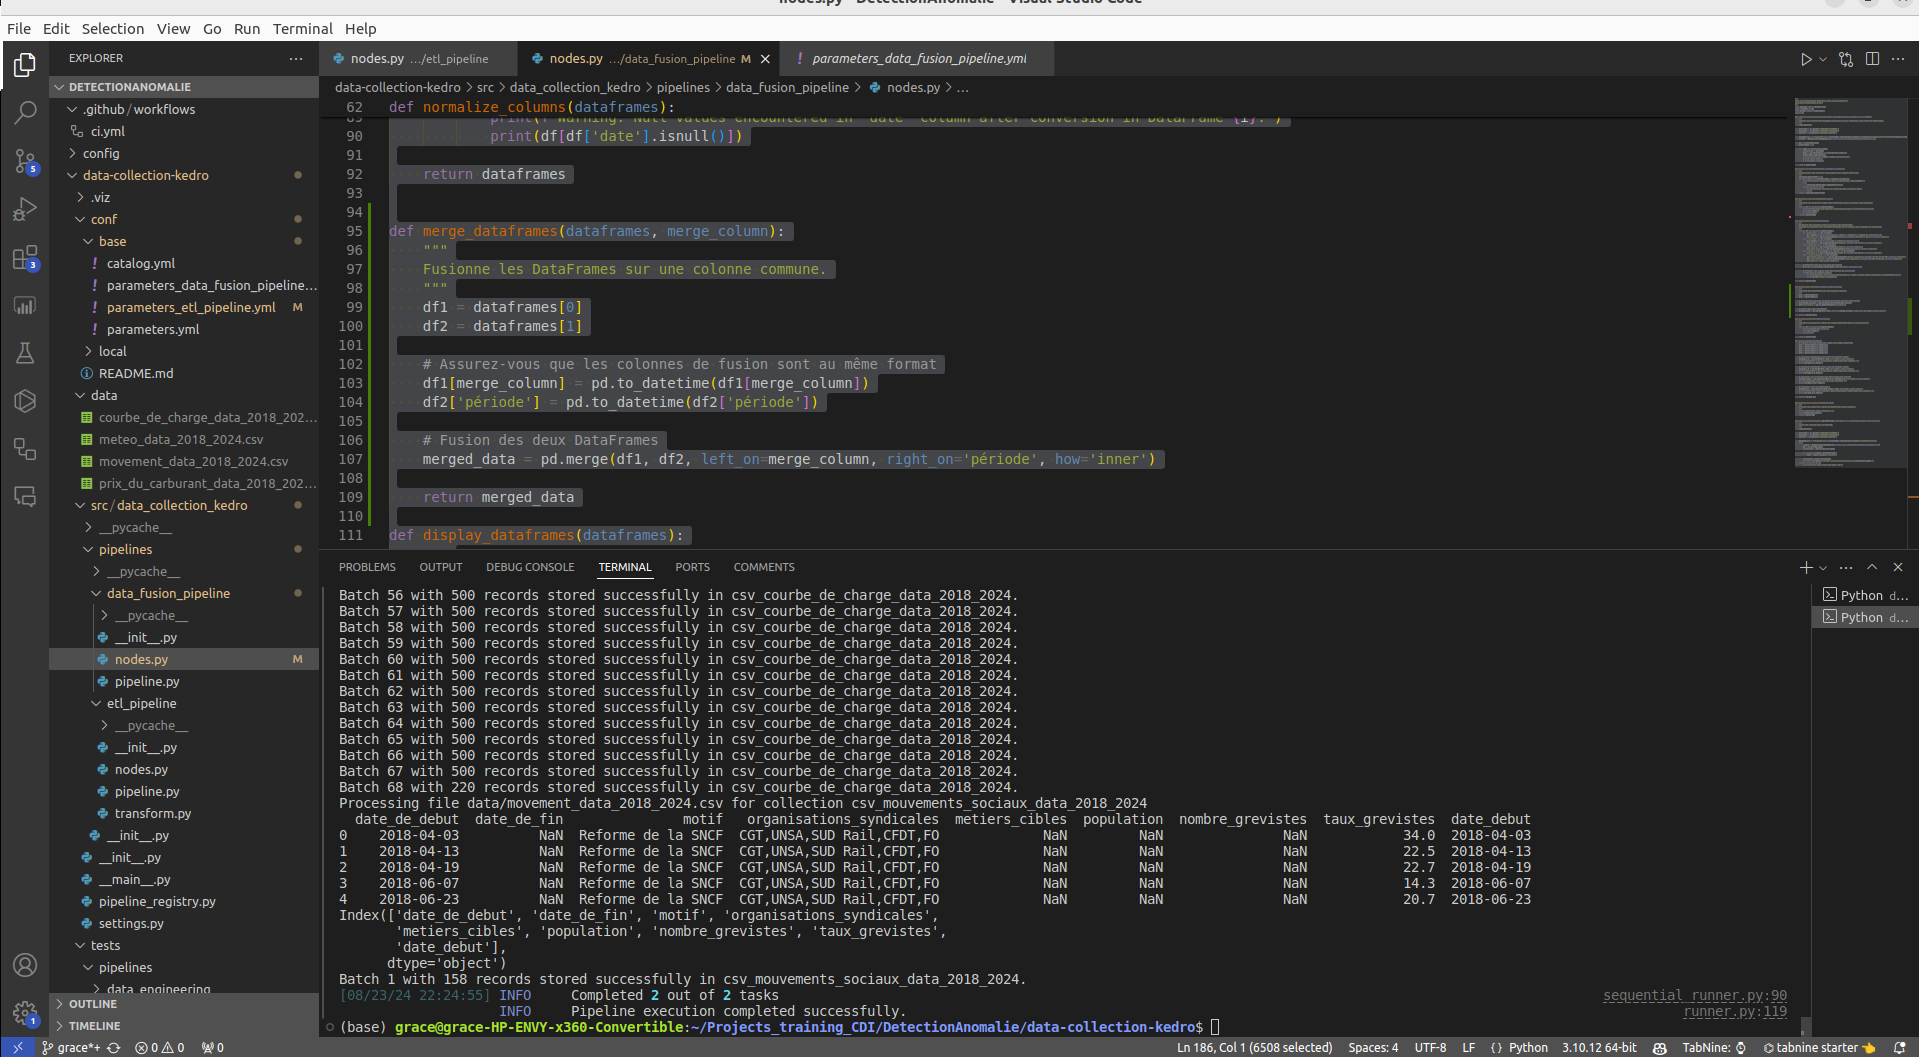 nodes.py - DetectionAnomalie - Visual Studio Code
File Edit Selection View Go Run Terminal Help
EXPLORER ···
nodes.py .../etl_pipeline
nodes.py .../data_fusion_pipeline M
! parameters_data_fusion_pipeline.yml
data-collection-kedro > src > data_collection_kedro > pipelines > data_fusion_pipeline > nodes.py > ...
DETECTIONANOMALIE
.github/workflows
ci.yml
config
data-collection-kedro
.viz
conf
base
! catalog.yml
! parameters_data_fusion_pipeline...
! parameters_etl_pipeline.yml M
! parameters.yml
local
README.md
data
courbe_de_charge_data_2018_202...
meteo_data_2018_2024.csv
movement_data_2018_2024.csv
prix_du_carburant_data_2018_202...
src/data_collection_kedro
__pycache__
pipelines
__pycache__
data_fusion_pipeline
__pycache__
__init__.py
nodes.py M
pipeline.py
etl_pipeline
__pycache__
__init__.py
nodes.py
pipeline.py
transform.py
__init__.py
__init__.py
__main__.py
pipeline_registry.py
settings.py
tests
pipelines
data_engineering
OUTLINE
TIMELINE
5
3
1
62 def normalize_columns(dataframes):
89 print(f"Warning: Null values encountered in 'date' column after conversion in DataFrame {i}:")
90 print(df[df['date'].isnull()])
91
92 return dataframes
93
94
95 def merge_dataframes(dataframes, merge_column):
96 """
97 Fusionne les DataFrames sur une colonne commune.
98 """
99 df1 = dataframes[0]
100 df2 = dataframes[1]
101
102 # Assurez-vous que les colonnes de fusion sont au même format
103 df1[merge_column] = pd.to_datetime(df1[merge_column])
104 df2['période'] = pd.to_datetime(df2['période'])
105
106 # Fusion des deux DataFrames
107 merged_data = pd.merge(df1, df2, left_on=merge_column, right_on='période', how='inner')
108
109 return merged_data
110
111 def display_dataframes(dataframes):
PROBLEMS OUTPUT DEBUG CONSOLE TERMINAL PORTS COMMENTS
Python d...
Python d...
Batch 56 with 500 records stored successfully in csv_courbe_de_charge_data_2018_2024.
Batch 57 with 500 records stored successfully in csv_courbe_de_charge_data_2018_2024.
Batch 58 with 500 records stored successfully in csv_courbe_de_charge_data_2018_2024.
Batch 59 with 500 records stored successfully in csv_courbe_de_charge_data_2018_2024.
Batch 60 with 500 records stored successfully in csv_courbe_de_charge_data_2018_2024.
Batch 61 with 500 records stored successfully in csv_courbe_de_charge_data_2018_2024.
Batch 62 with 500 records stored successfully in csv_courbe_de_charge_data_2018_2024.
Batch 63 with 500 records stored successfully in csv_courbe_de_charge_data_2018_2024.
Batch 64 with 500 records stored successfully in csv_courbe_de_charge_data_2018_2024.
Batch 65 with 500 records stored successfully in csv_courbe_de_charge_data_2018_2024.
Batch 66 with 500 records stored successfully in csv_courbe_de_charge_data_2018_2024.
Batch 67 with 500 records stored successfully in csv_courbe_de_charge_data_2018_2024.
Batch 68 with 220 records stored successfully in csv_courbe_de_charge_data_2018_2024.
Processing file data/movement_data_2018_2024.csv for collection csv_mouvements_sociaux_data_2018_2024
date_de_debut date_de_fin motif organisations_syndicales metiers_cibles population nombre_grevistes taux_grevistes date_debut
0 2018-04-03 NaN Reforme de la SNCF CGT,UNSA,SUD Rail,CFDT,FO NaN NaN NaN 34.0 2018-04-03
1 2018-04-13 NaN Reforme de la SNCF CGT,UNSA,SUD Rail,CFDT,FO NaN NaN NaN 22.5 2018-04-13
2 2018-04-19 NaN Reforme de la SNCF CGT,UNSA,SUD Rail,CFDT,FO NaN NaN NaN 22.7 2018-04-19
3 2018-06-07 NaN Reforme de la SNCF CGT,UNSA,SUD Rail,CFDT,FO NaN NaN NaN 14.3 2018-06-07
4 2018-06-23 NaN Reforme de la SNCF CGT,UNSA,SUD Rail,CFDT,FO NaN NaN NaN 20.7 2018-06-23
Index(['date_de_debut', 'date_de_fin', 'motif', 'organisations_syndicales',
'metiers_cibles', 'population', 'nombre_grevistes', 'taux_grevistes',
'date_debut'],
dtype='object')
Batch 1 with 158 records stored successfully in csv_mouvements_sociaux_data_2018_2024.
[08/23/24 22:24:55] INFO Completed 2 out of 2 tasks sequential_runner.py:90
INFO Pipeline execution completed successfully. runner.py:119
(base) grace@grace-HP-ENVY-x360-Convertible:~/Projects_training_CDI/DetectionAnomalie/data-collection-kedro$
grace*+ 0 0 0 Ln 186, Col 1 (6508 selected) Spaces: 4 UTF-8 LF {} Python 3.10.12 64-bit TabNine: tabnine starter